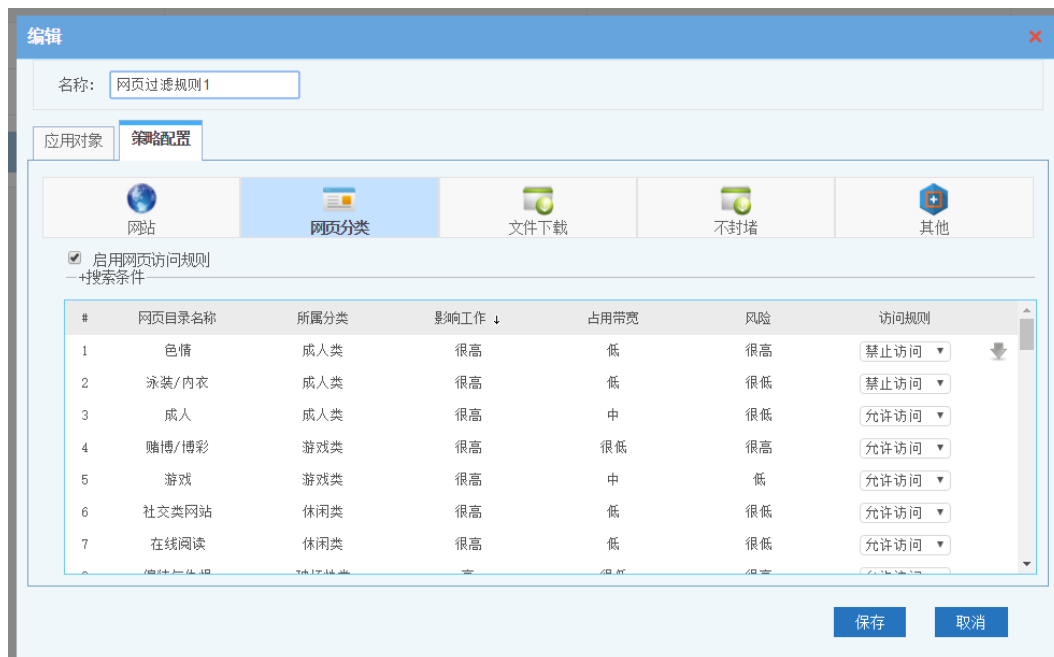 编辑
名称: 网页过滤规则1
应用对象 策略配置
网站 网页分类 文件下载 不封堵 其他
启用网页访问规则
+搜索条件
# 网页目录名称 所属分类 影响工作 ↓ 占用带宽 风险 访问规则
1 色情 成人类 很高 低 很高 禁止访问
2 泳装/内衣 成人类 很高 低 很低 禁止访问
3 成人 成人类 很高 中 很低 允许访问
4 赌博/博彩 游戏类 很高 很低 很高 允许访问
5 游戏 游戏类 很高 中 低 允许访问
6 社交类网站 休闲类 很高 低 很低 允许访问
7 在线阅读 休闲类 很高 低 很低 允许访问
保存 取消